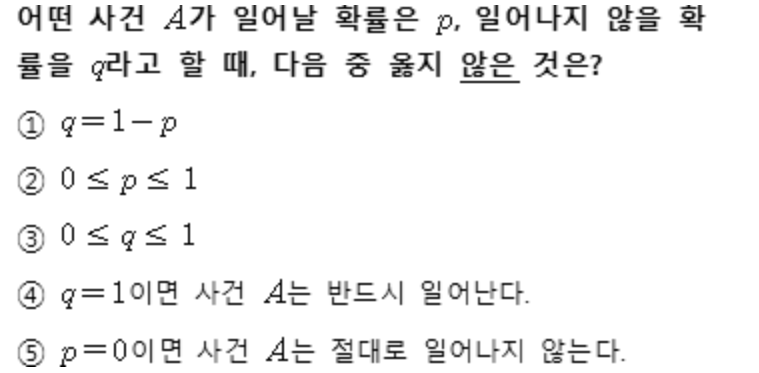 어떤 사건 A가 일어날 확률은 p, 일어나지 않을 확
률을 q라고 할 때, 다음 중 옳지 않은 것은?
① q=1-p
② 0≤p≤1
③ 0≤q≤1
④ q=1이면 사건 A는 반드시 일어난다.
⑤ p=0이면 사건 A는 절대로 일어나지 않는다.